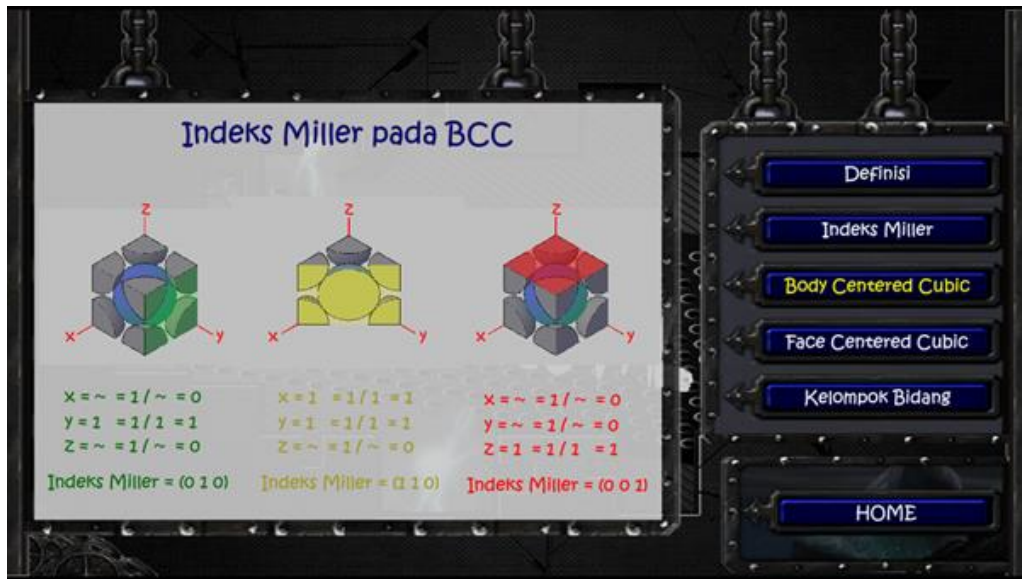 Indeks Miller pada BCC
Z
Z
Z
X
Y
X
Y
X
Y
X = ~ = 1 / ~ = 0
Y = 1 = 1 / 1 = 1
Z = ~ = 1 / ~ = 0
Indeks Miller = (0 1 0)
X = 1 = 1 / 1 = 1
Y = 1 = 1 / 1 = 1
Z = ~ = 1 / ~ = 0
Indeks Miller = (1 1 0)
X = ~ = 1 / ~ = 0
Y = ~ = 1 / ~ = 0
Z = 1 = 1 / 1 = 1
Indeks Miller = (0 0 1)
Definisi
Indeks Miller
Body Centered Cubic
Face Centered Cubic
Kelompok Bidang
HOME